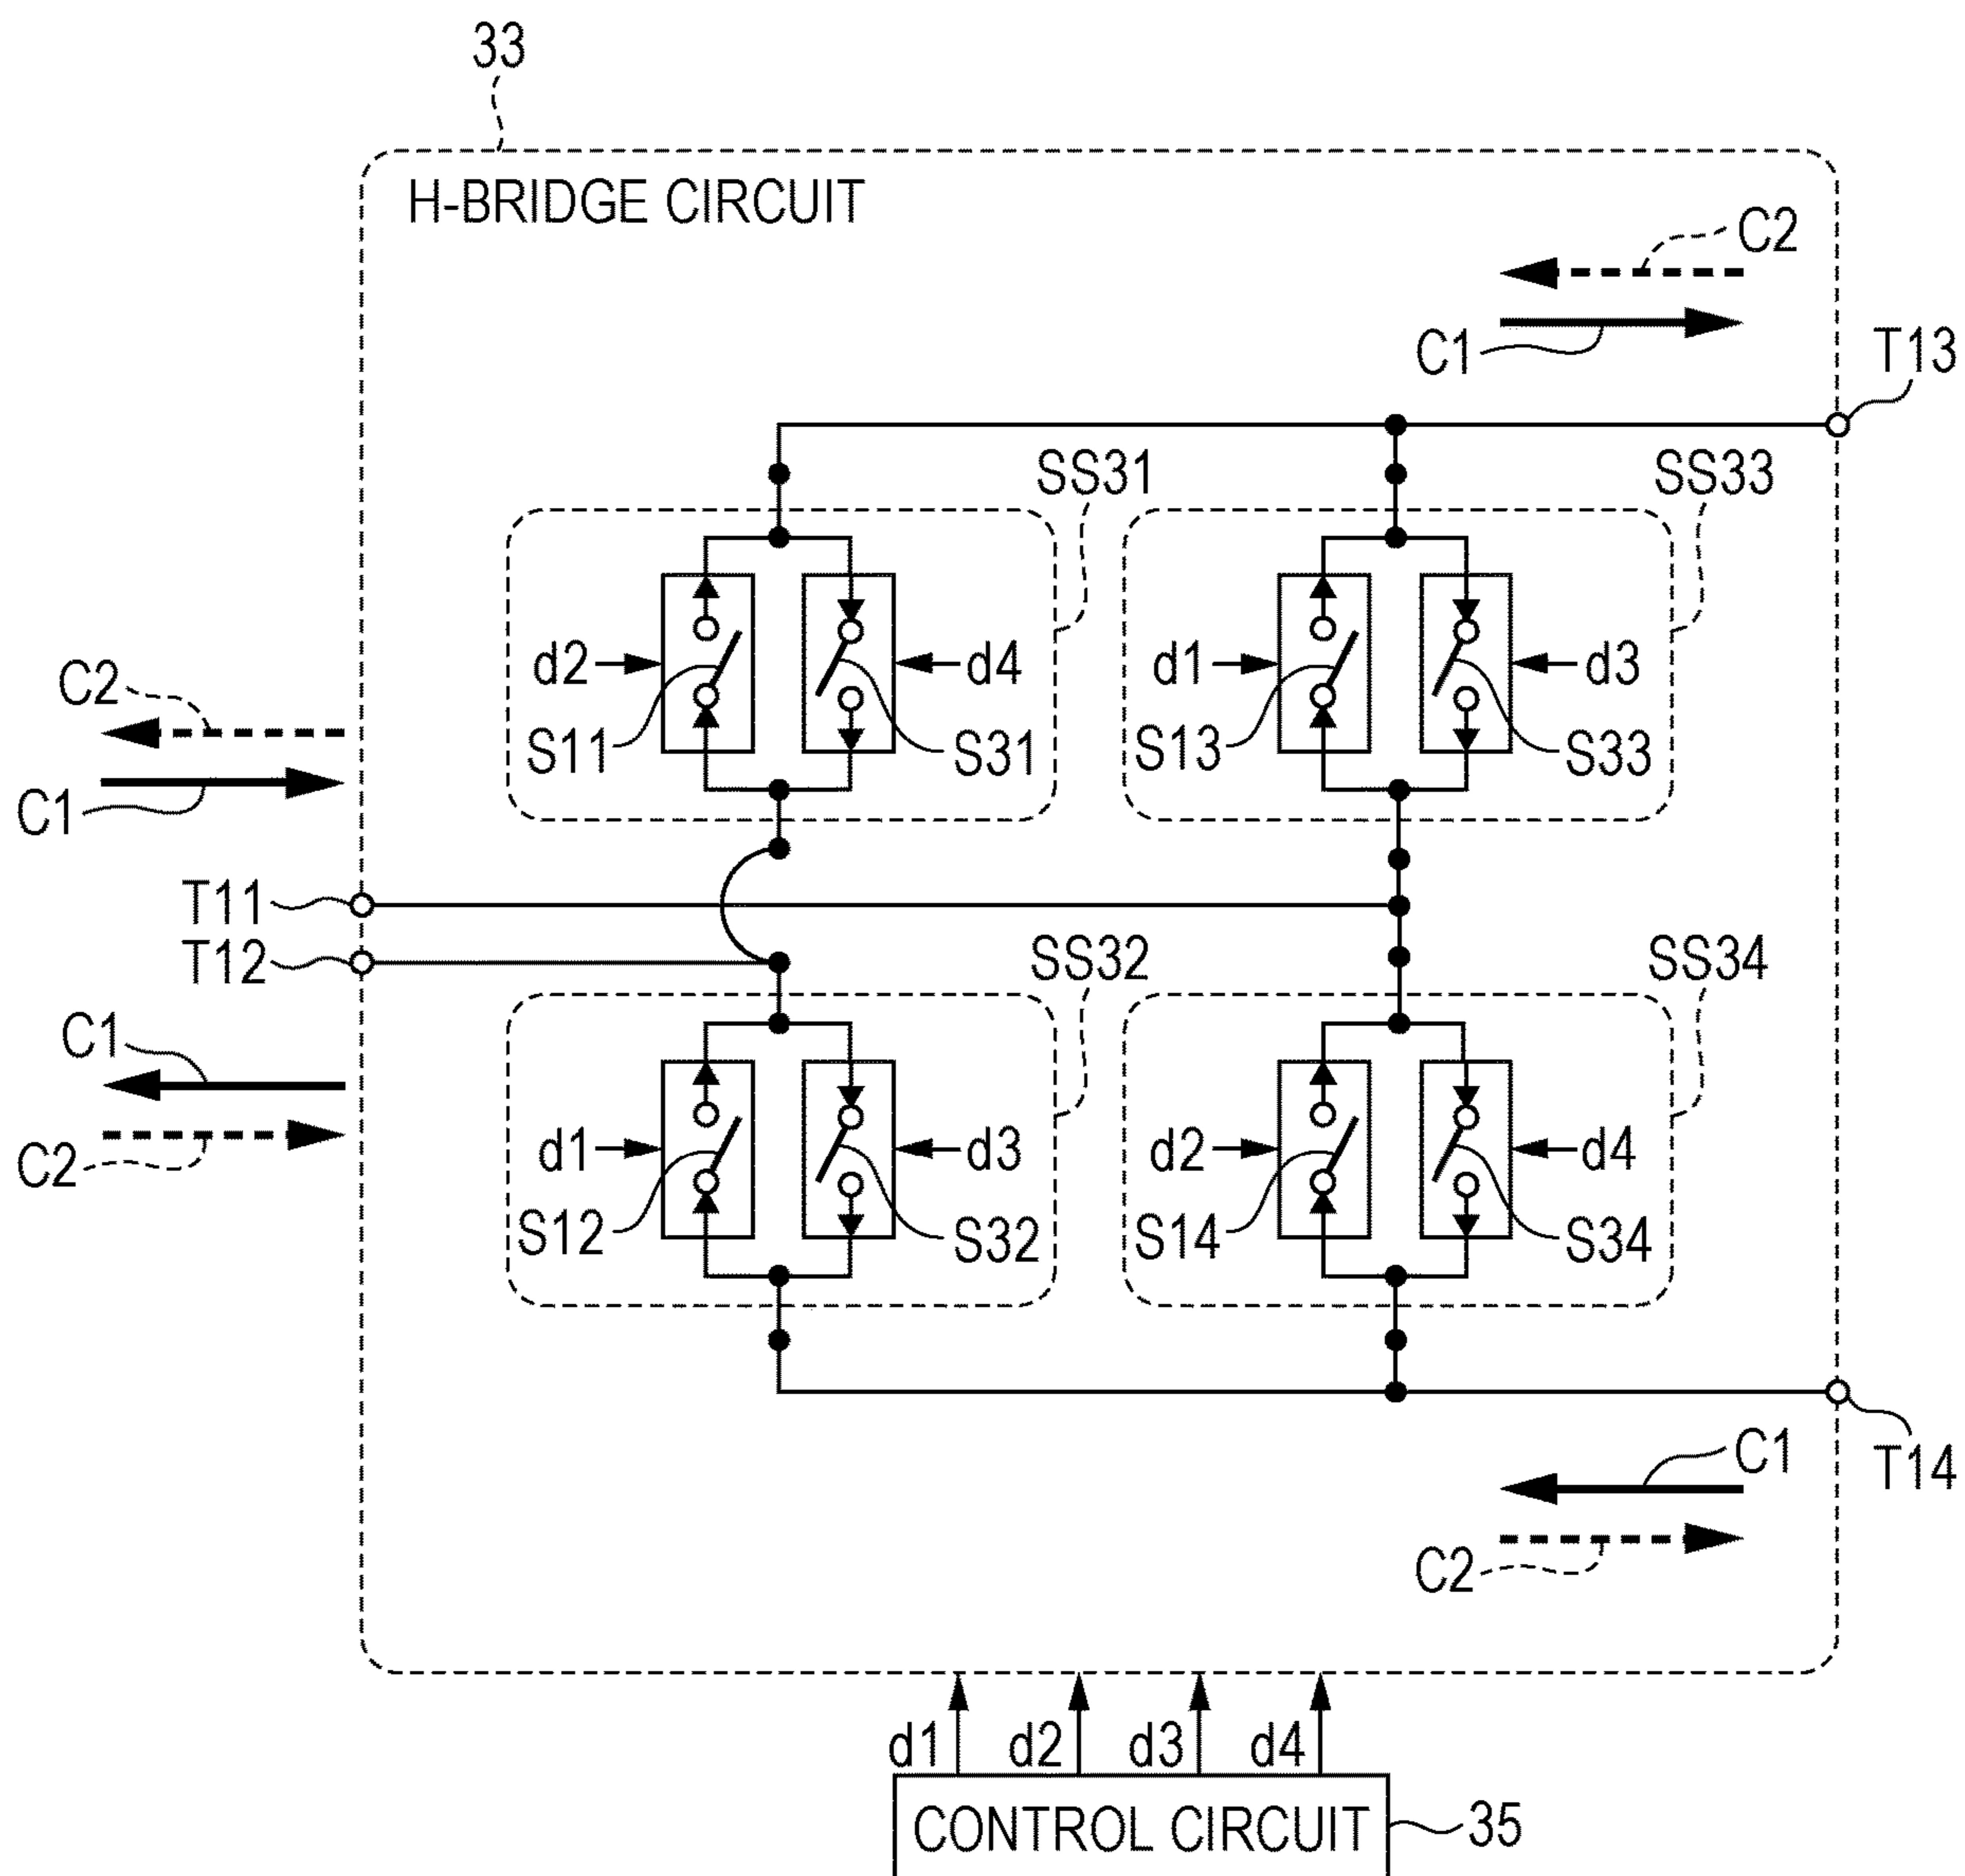 33
H-BRIDGE CIRCUIT
C2
C1
T13
SS31
SS33
d2
d4
d1
d3
S11
S31
S13
S33
C2
C1
T11
T12
SS32
SS34
C1
C2
d1
d3
d2
d4
S12
S32
S14
S34
C1
T14
C2
d1
d2
d3
d4
CONTROL CIRCUIT
35